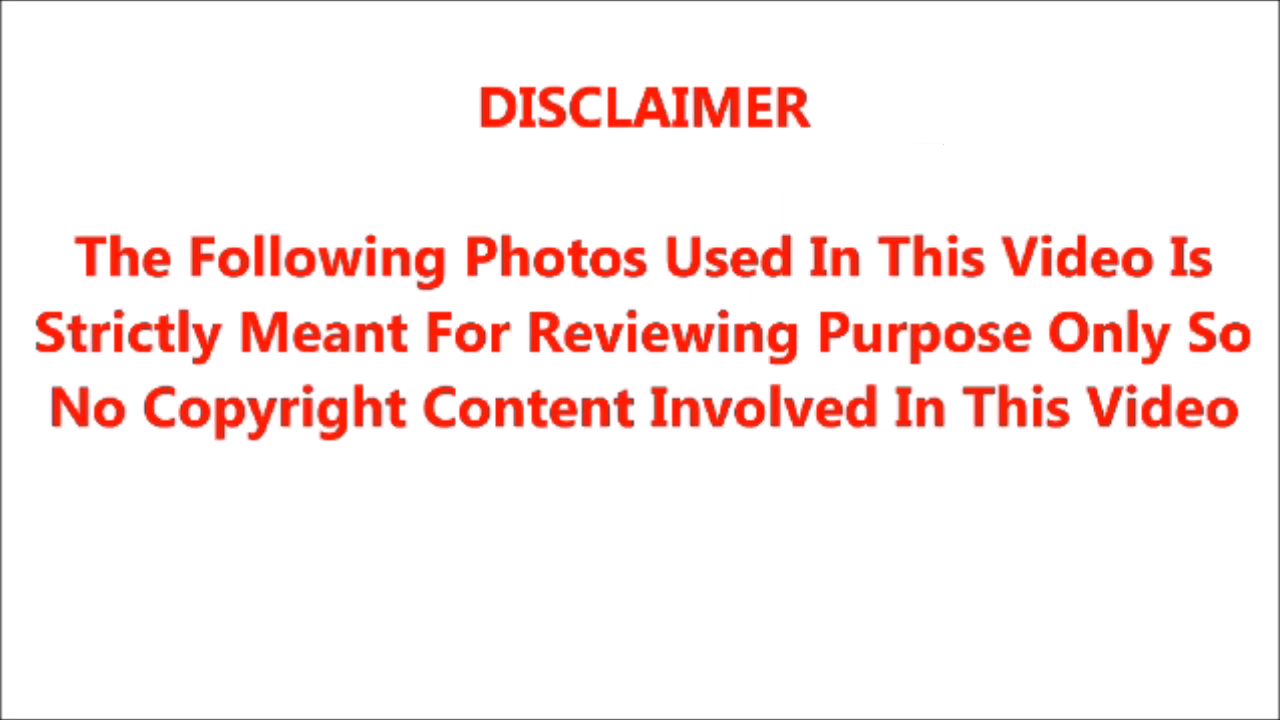 DISCLAIMER
The Following Photos Used In This Video Is
Strictly Meant For Reviewing Purpose Only So
No Copyright Content Involved In This Video